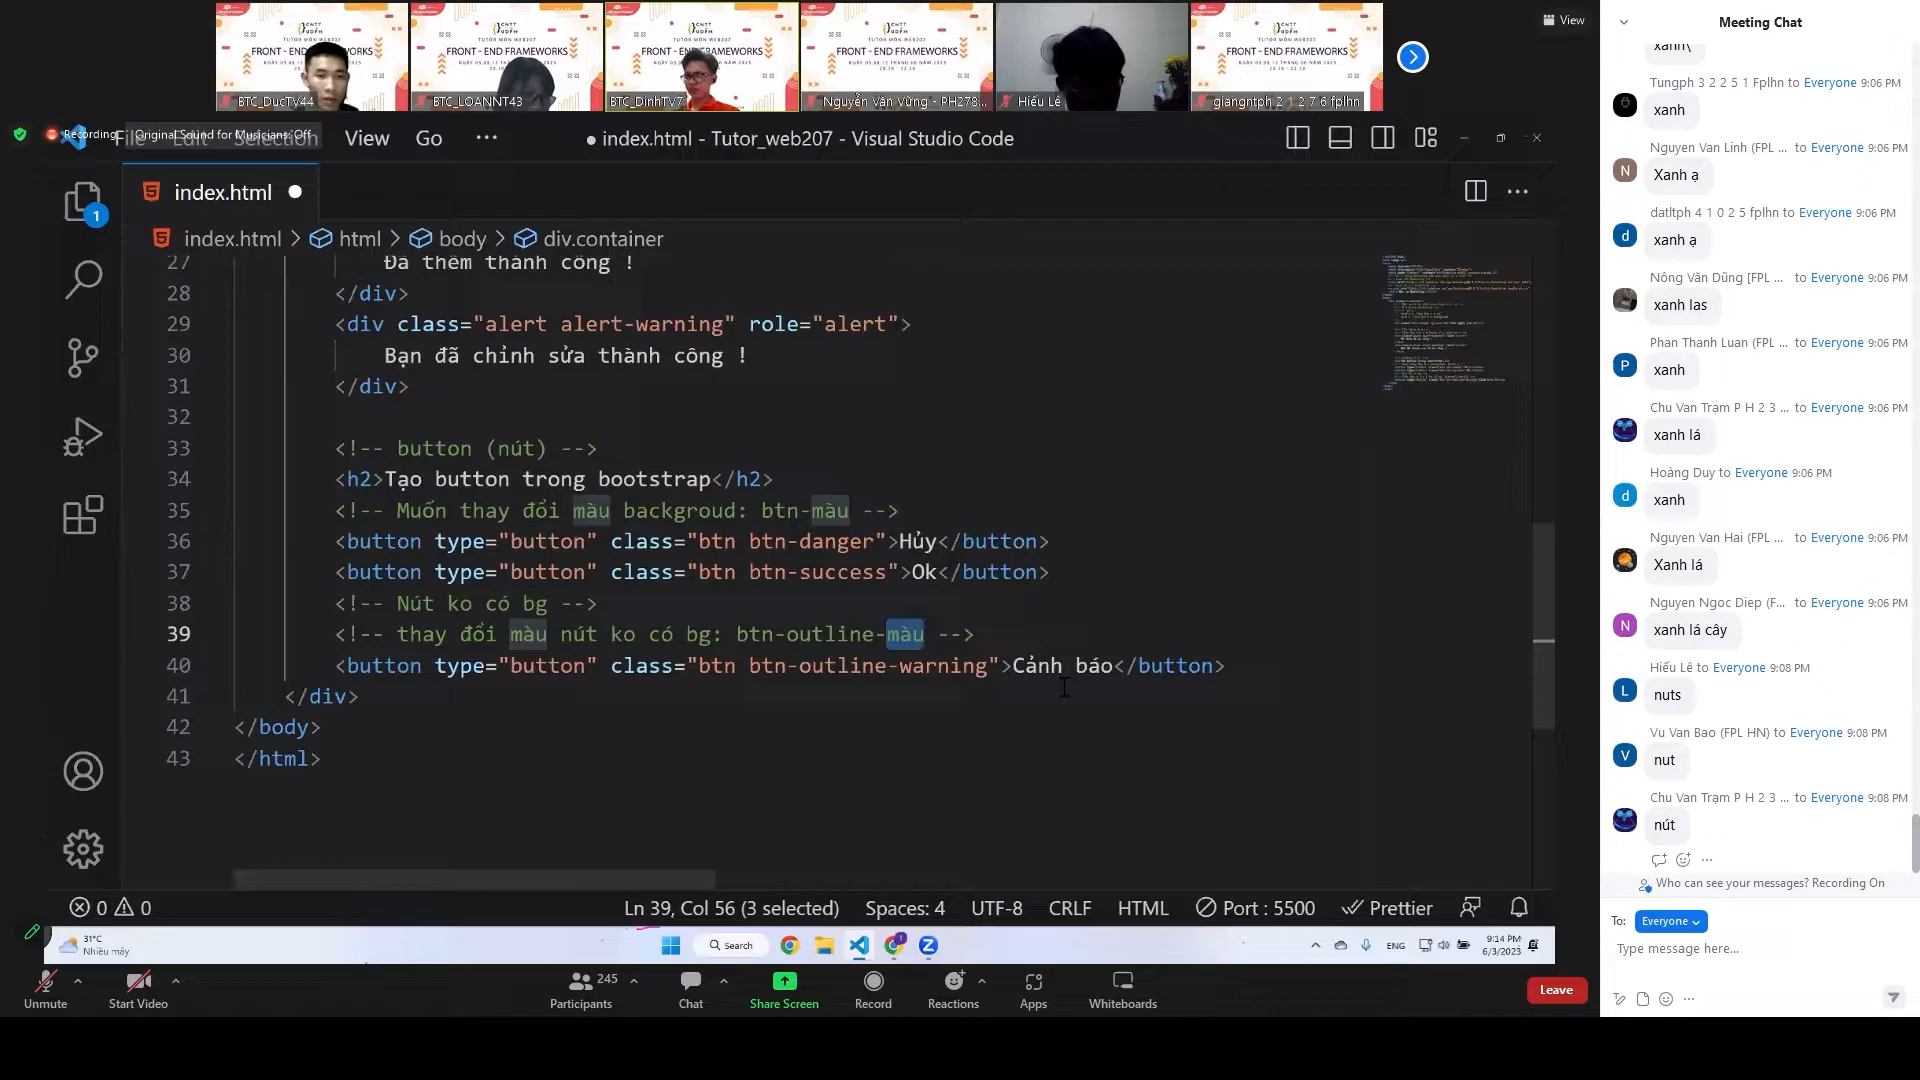 CNTT
UDPM
TUTOR MÔN WEB207
FRONT - END FRAMEWORKS
BTC_DucTV44
BTC_LOANNT43
BTC_DinhTV7
Nguyễn Văn Vững - PH278...
Hiếu Lê
giangntph 2 1 2 7 6 fplhn
View
Recording
Original Sound for Musicians: Off
File Edit Selection View Go ···
● index.html - Tutor_web207 - Visual Studio Code
index.html
1
index.html > html > body > div.container
27 Đã thêm thành công !
28 </div>
29 <div class="alert alert-warning" role="alert">
30 Bạn đã chỉnh sửa thành công !
31 </div>
32
33 <!-- button (nút) -->
34 <h2>Tạo button trong bootstrap</h2>
35 <!-- Muốn thay đổi màu backgroud: btn-màu -->
36 <button type="button" class="btn btn-danger">Hủy</button>
37 <button type="button" class="btn btn-success">Ok</button>
38 <!-- Nút ko có bg -->
39 <!-- thay đổi màu nút ko có bg: btn-outline-màu -->
40 <button type="button" class="btn btn-outline-warning">Cảnh báo</button>
41 </div>
42 </body>
43 </html>
0 0
Ln 39, Col 56 (3 selected) Spaces: 4 UTF-8 CRLF HTML Port : 5500 Prettier
31°C
Nhiều mây
Search
ENG
9:14 PM
6/3/2023
Unmute
Start Video
245
Participants
Chat
Share Screen
Record
Reactions
Apps
Whiteboards
Leave
Meeting Chat
xanh\
Tungph 3 2 2 5 1 Fplhn to Everyone 9:06 PM
xanh
Nguyen Van Linh (FPL ... to Everyone 9:06 PM
N
Xanh ạ
datltph 4 1 0 2 5 fplhn to Everyone 9:06 PM
d
xanh ạ
Nông Văn Dũng [FPL ... to Everyone 9:06 PM
xanh las
Phan Thanh Luan (FPL ... to Everyone 9:06 PM
P
xanh
Chu Van Trạm P H 2 3 ... to Everyone 9:06 PM
xanh lá
Hoàng Duy to Everyone 9:06 PM
d
xanh
Nguyen Van Hai (FPL ... to Everyone 9:06 PM
Xanh lá
Nguyen Ngoc Diep (F... to Everyone 9:06 PM
N
xanh lá cây
Hiếu Lê to Everyone 9:08 PM
L
nuts
Vu Van Bao (FPL HN) to Everyone 9:08 PM
V
nut
Chu Van Trạm P H 2 3 ... to Everyone 9:08 PM
nút
Who can see your messages? Recording On
To: Everyone
Type message here...